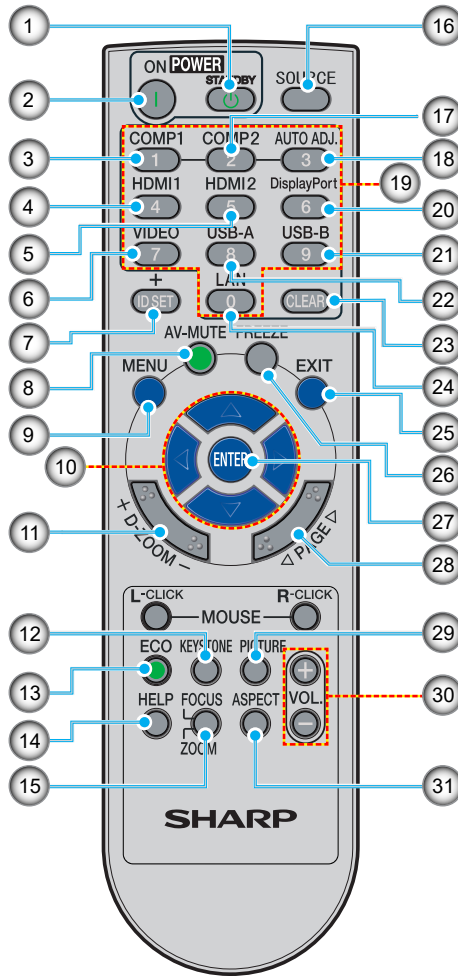 1
16
ON POWER
STANDBY
SOURCE
2
17
COMP1 COMP2 AUTO ADJ.
3 1 2 3 18
19
HDMI1 HDMI2 DisplayPort
4 4 5 6 20
5
VIDEO USB-A USB-B
6 7 8 9 21
22
+ LAN
7 ID SET 0 CLEAR 23
AV-MUTE FREEZE
8 24
MENU EXIT
9 25
10 ENTER 26
27
11 + D-ZOOM − ◁ PAGE ▷ 28
L-CLICK R-CLICK
MOUSE
12 29
ECO KEYSTONE PICTURE +
13 30
HELP FOCUS ASPECT VOL.
14 −
ZOOM
15 31
SHARP